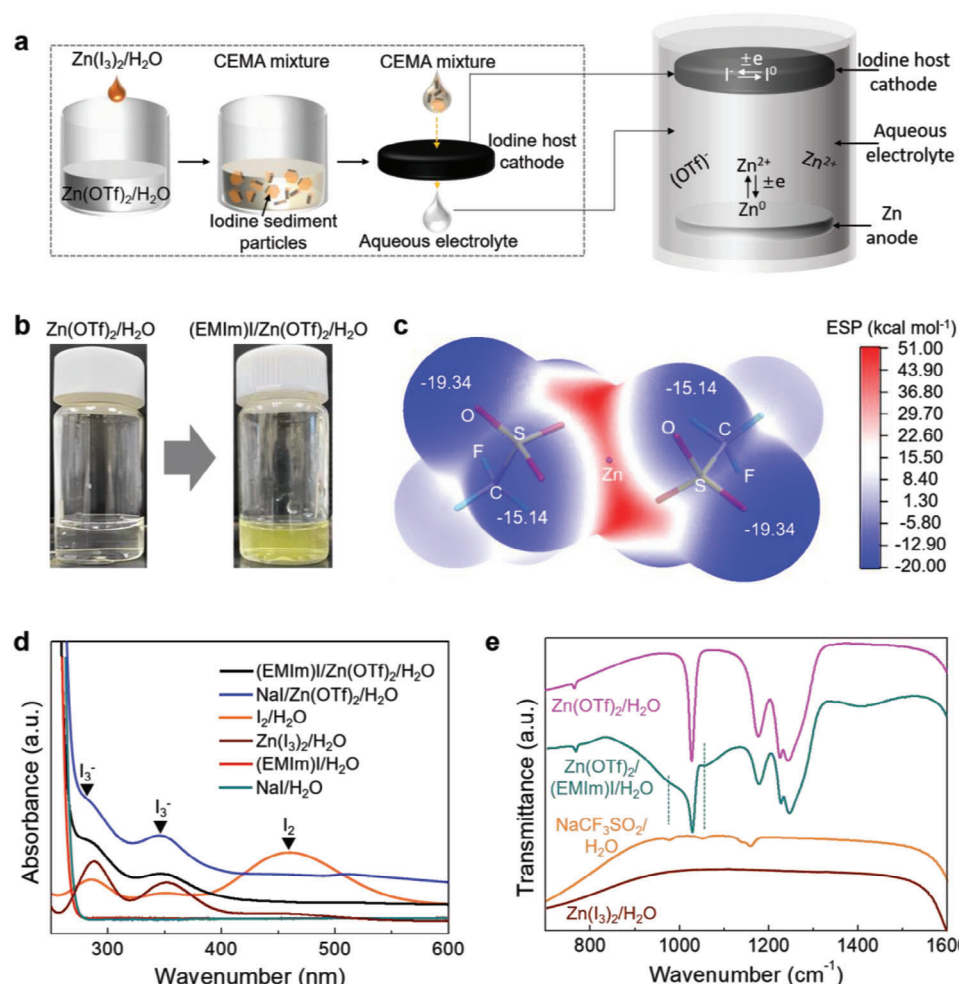 a
Zn(I₃)₂/H₂O
CEMA mixture
CEMA mixture
Zn(OTf)₂/H₂O
Iodine sediment
particles
Iodine host
cathode
Aqueous electrolyte
±e
I⁻ I⁰
Iodine host
cathode
Aqueous
electrolyte
(OTf)⁻
Zn²⁺
Zn²⁺
±e
Zn⁰
Zn
anode
b
Zn(OTf)₂/H₂O
(EMIm)I/Zn(OTf)₂/H₂O
c
ESP (kcal mol⁻¹)
-19.34
-15.14
O
S
F
C
Zn
-15.14
O
S
C
F
-19.34
51.00
43.90
36.80
29.70
22.60
15.50
8.30
1.30
-5.80
-12.90
-20.00
d
Absorbance (a.u.)
I₃⁻
I₃⁻
I₂
(EMIm)I/Zn(OTf)₂/H₂O
NaI/Zn(OTf)₂/H₂O
I₂/H₂O
Zn(I₃)₂/H₂O
(EMIm)I/H₂O
NaI/H₂O
300 400 500 600
Wavenumber (nm)
e
Transmittance (a.u.)
Zn(OTf)₂/H₂O
Zn(OTf)₂/
(EMIm)I/H₂O
NaCF₃SO₂/
H₂O
Zn(I₃)₂/H₂O
800 1000 1200 1400 160
Wavenumber (cm⁻¹)